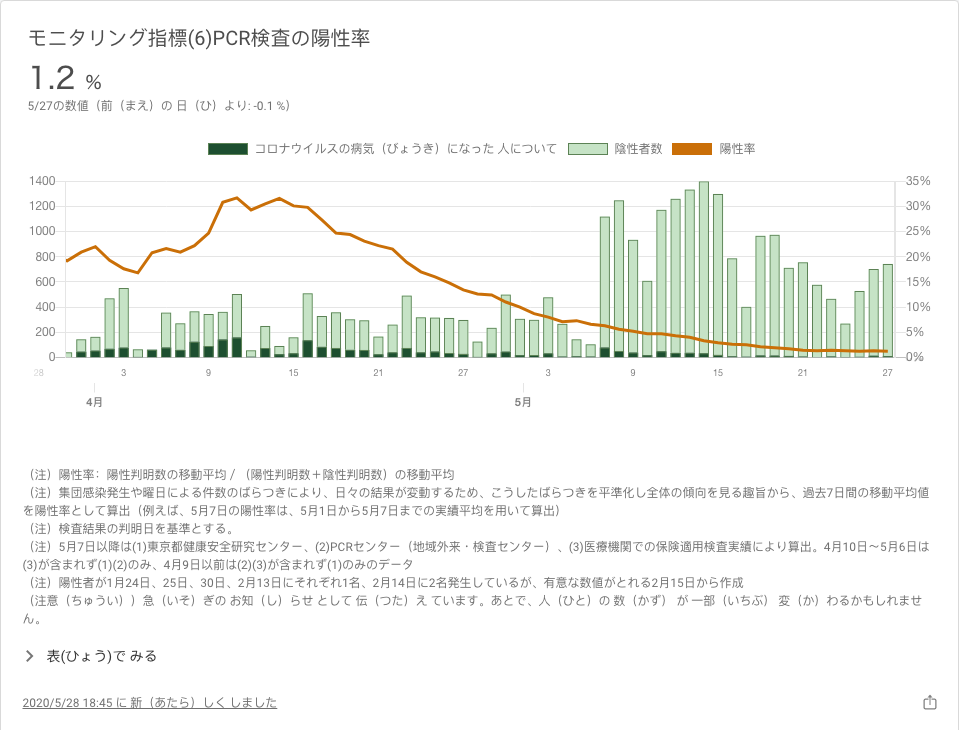 モニタリング指標(6)PCR検査の陽性率
1.2 %
5/27の数値（前（まえ）の 日（ひ）より: -0.1 %）
コロナウイルスの病気（びょうき）になった 人について 陰性者数 陽性率
1400 35%
1200 30%
1000 25%
800 20%
600 15%
400 10%
200 5%
0 0%
28 3 9 15 21 27 3 9 15 21 27
4月 5月
（注）陽性率：陽性判明数の移動平均 / （陽性判明数＋陰性判明数）の移動平均
（注）集団感染発生や曜日による件数のばらつきにより、日々の結果が変動するため、こうしたばらつきを平準化し全体の傾向を見る趣旨から、過去7日間の移動平均値
を陽性率として算出（例えば、5月7日の陽性率は、5月1日から5月7日までの実績平均を用いて算出）
（注）検査結果の判明日を基準とする。
（注）5月7日以降は(1)東京都健康安全研究センター、(2)PCRセンター（地域外来・検査センター）、(3)医療機関での保険適用検査実績により算出。4月10日〜5月6日は
(3)が含まれず(1)(2)のみ、4月9日以前は(2)(3)が含まれず(1)のみのデータ
（注）陽性者が1月24日、25日、30日、2月13日にそれぞれ1名、2月14日に2名発生しているが、有意な数値がとれる2月15日から作成
（注意（ちゅうい））急（いそ）ぎの お知（し）らせ として 伝（つた）え ています。あとで、人（ひと）の 数（かず） が 一部（いちぶ） 変（か）わるかもしれませ
ん。
表(ひょう)で みる
2020/5/28 18:45 に 新（あたら）しく しました